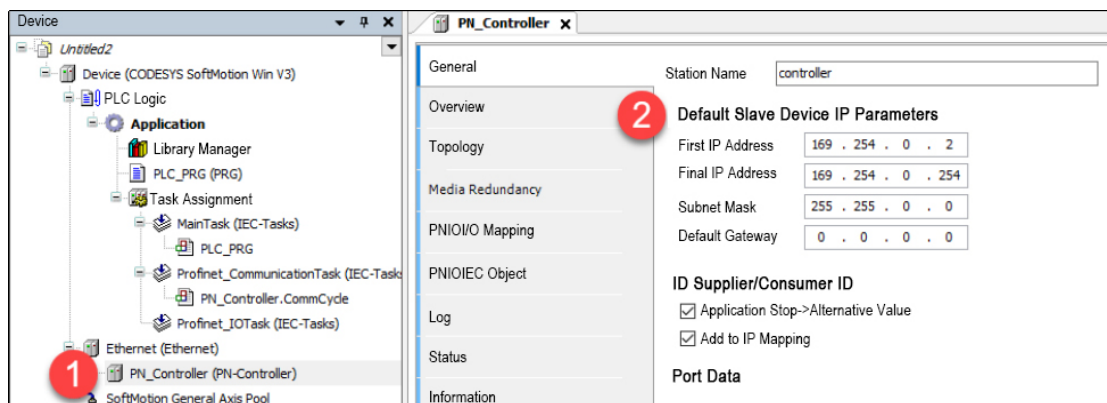 Device
Untitled2
Device (CODESYS SoftMotion Win V3)
PLC Logic
Application
Library Manager
PLC_PRG (PRG)
Task Assignment
MainTask (IEC-Tasks)
PLC_PRG
Profinet_CommunicationTask (IEC-Tasks
PN_Controller.CommCycle
Profinet_IOTask (IEC-Tasks)
Ethernet (Ethernet)
1
PN_Controller (PN-Controller)
SoftMotion General Axis Pool
PN_Controller
General
Overview
Topology
Media Redundancy
PNIOI/O Mapping
PNIOIEC Object
Log
Status
Information
Station Name controller
2 Default Slave Device IP Parameters
First IP Address 169 . 254 . 0 . 2
Final IP Address 169 . 254 . 0 . 254
Subnet Mask 255 . 255 . 0 . 0
Default Gateway 0 . 0 . 0 . 0
ID Supplier/Consumer ID
Application Stop->Alternative Value
Add to IP Mapping
Port Data